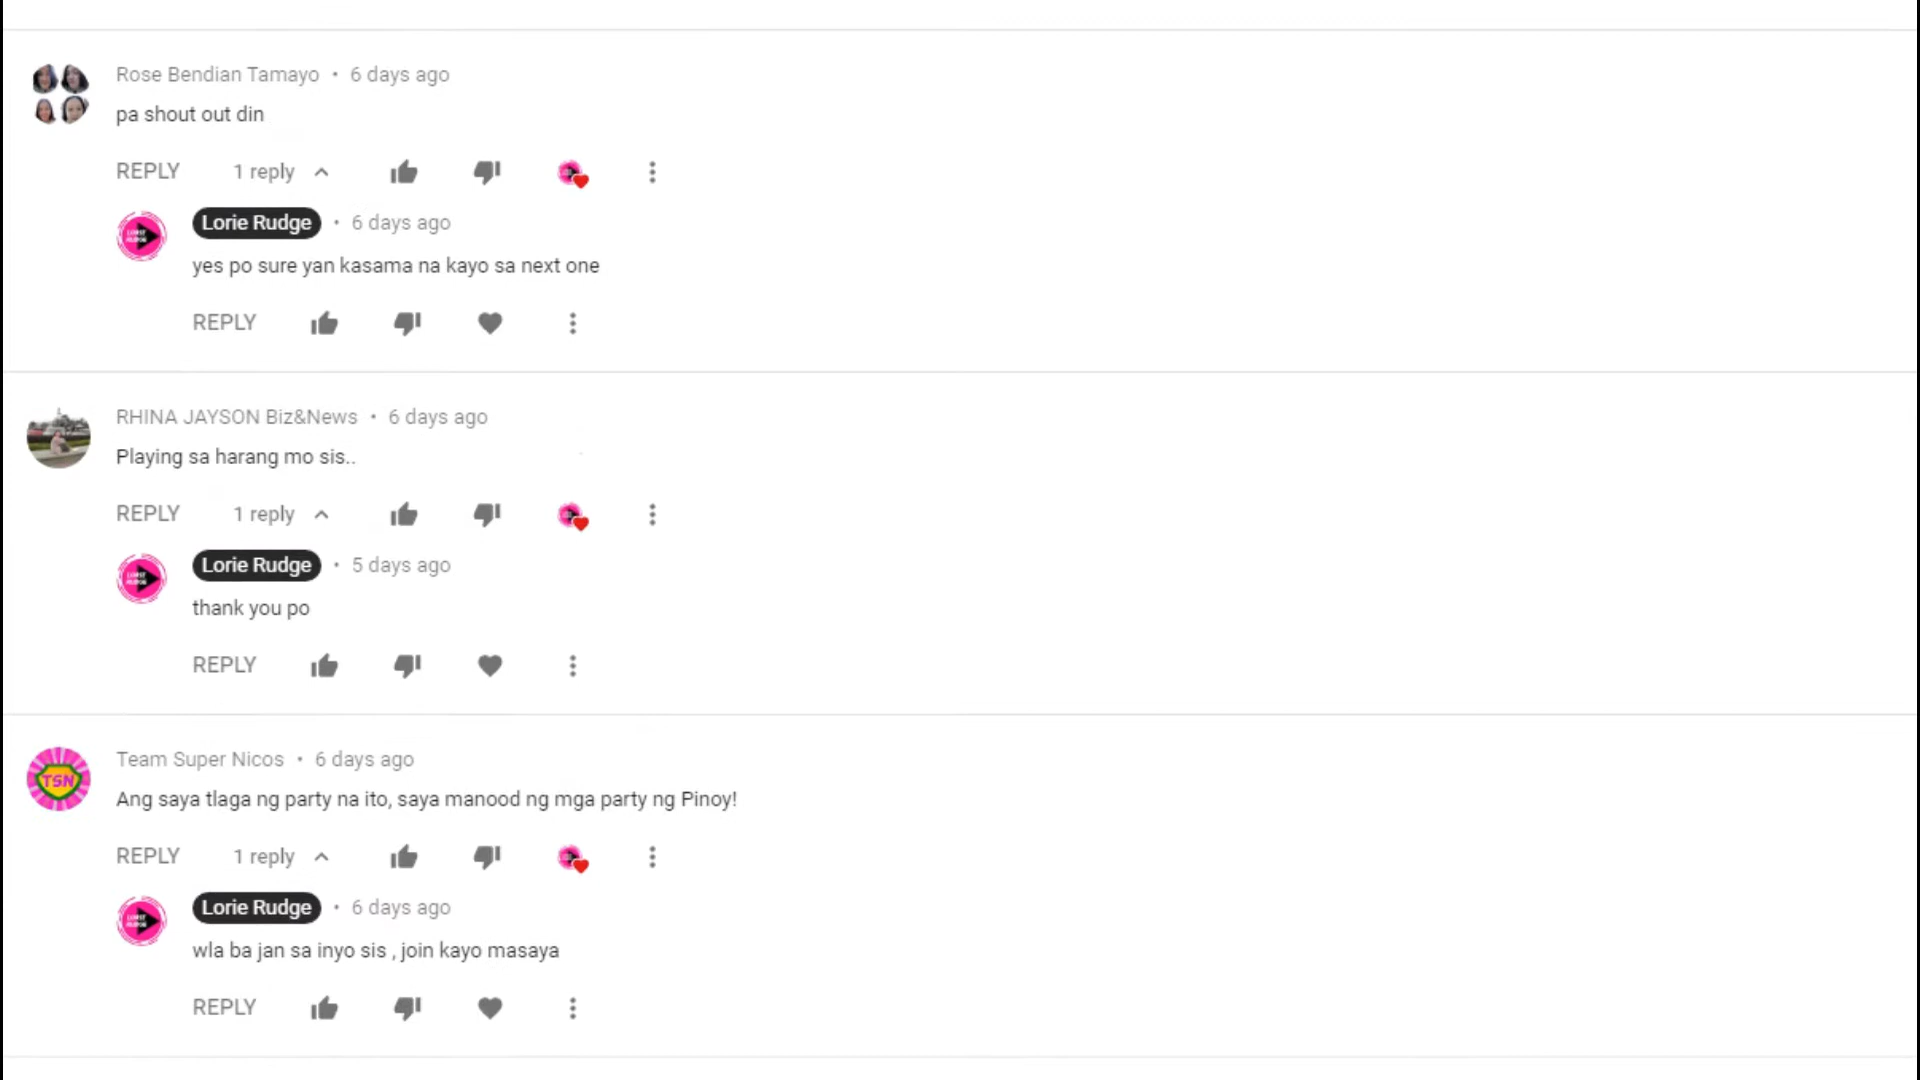 Rose Bendian Tamayo • 6 days ago
pa shout out din
REPLY 1 reply
Lorie Rudge • 6 days ago
yes po sure yan kasama na kayo sa next one
REPLY
RHINA JAYSON Biz&News • 6 days ago
Playing sa harang mo sis..
REPLY 1 reply
Lorie Rudge • 5 days ago
thank you po
REPLY
TSN
Team Super Nicos • 6 days ago
Ang saya tlaga ng party na ito, saya manood ng mga party ng Pinoy!
REPLY 1 reply
Lorie Rudge • 6 days ago
wla ba jan sa inyo sis , join kayo masaya
REPLY